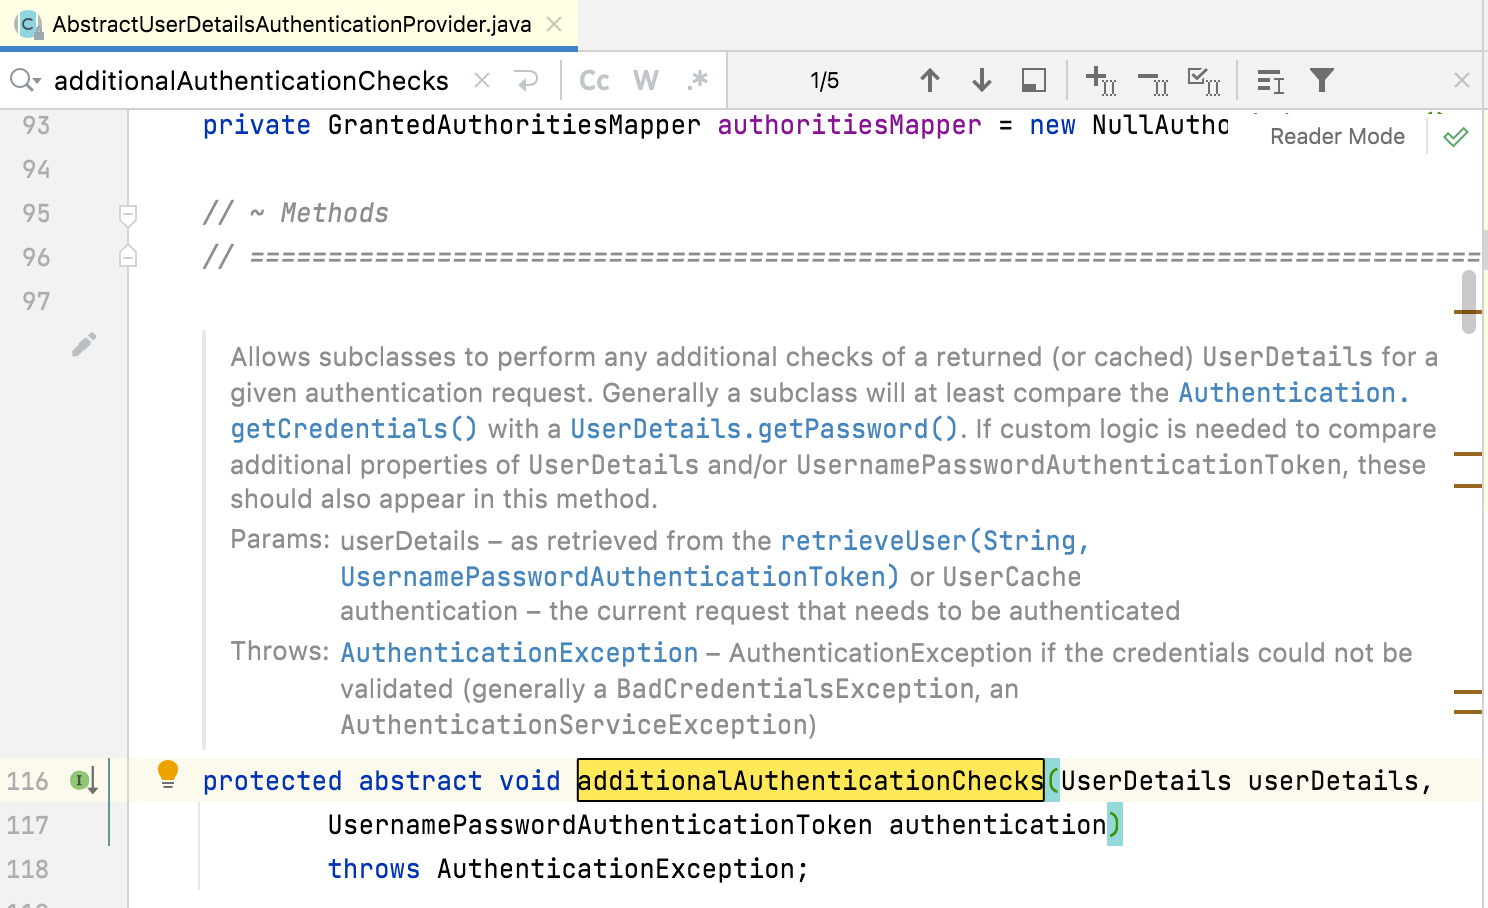 AbstractUserDetailsAuthenticationProvider.java
additionalAuthenticationChecks
Cc W .* 1/5
93 private GrantedAuthoritiesMapper authoritiesMapper = new NullAutho
Reader Mode
94
95 // ~ Methods
96 // ===============================================================================
97
Allows subclasses to perform any additional checks of a returned (or cached) UserDetails for a
given authentication request. Generally a subclass will at least compare the Authentication.
getCredentials() with a UserDetails.getPassword(). If custom logic is needed to compare
additional properties of UserDetails and/or UsernamePasswordAuthenticationToken, these
should also appear in this method.
Params: userDetails – as retrieved from the retrieveUser(String,
UsernamePasswordAuthenticationToken) or UserCache
authentication – the current request that needs to be authenticated
Throws: AuthenticationException – AuthenticationException if the credentials could not be
validated (generally a BadCredentialsException, an
AuthenticationServiceException)
116 protected abstract void additionalAuthenticationChecks(UserDetails userDetails,
117 UsernamePasswordAuthenticationToken authentication)
118 throws AuthenticationException;